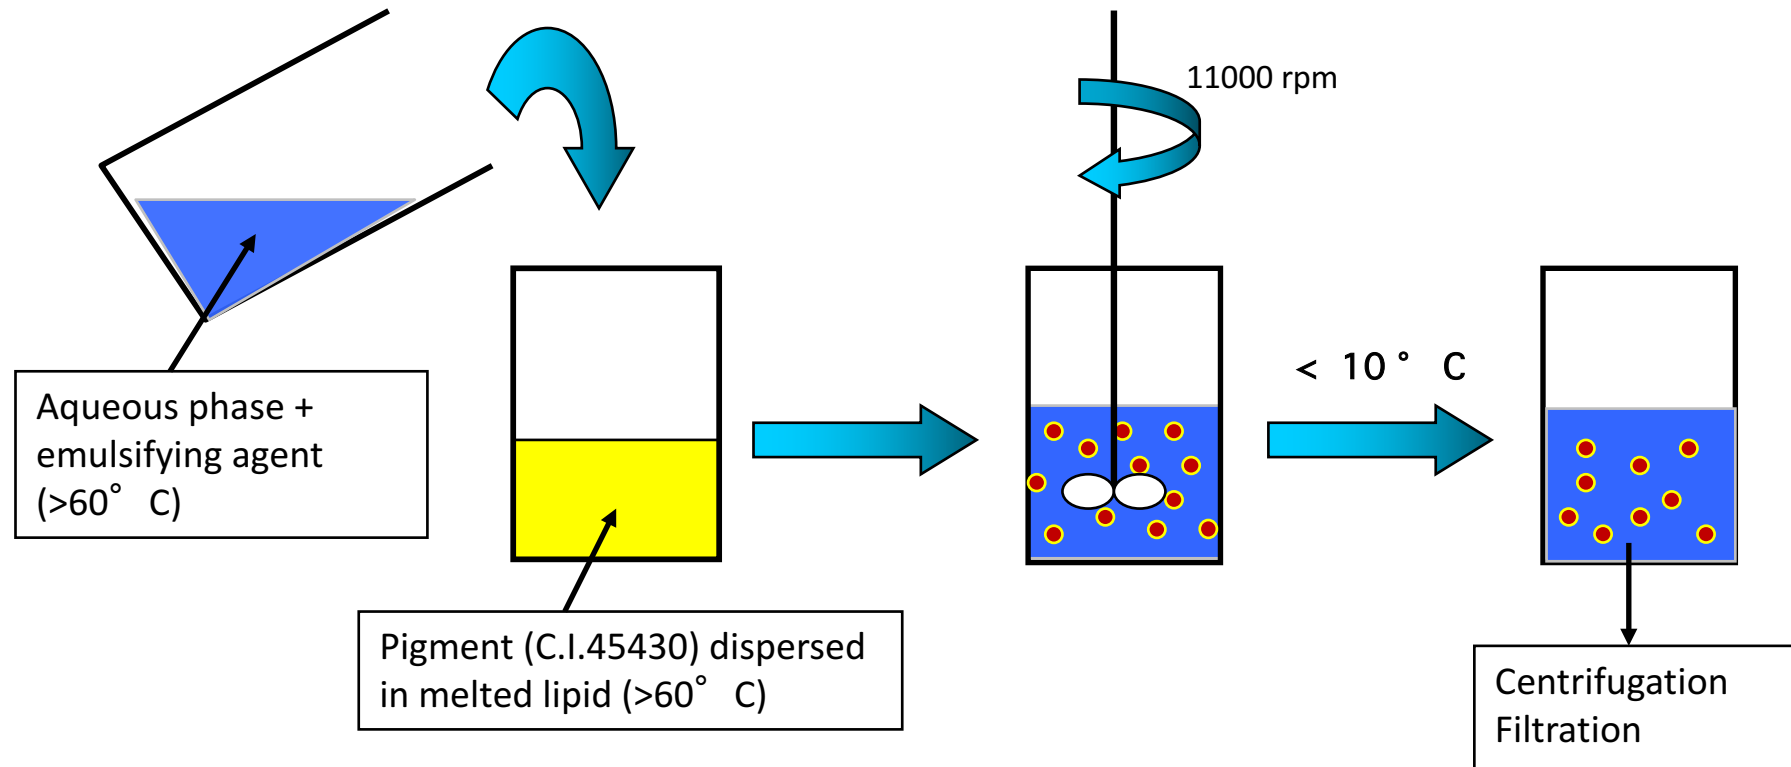 11000 rpm
Aqueous phase +
emulsifying agent
(>60° C)
Pigment (C.I.45430) dispersed
in melted lipid (>60° C)
< 10° C
Centrifugation
Filtration